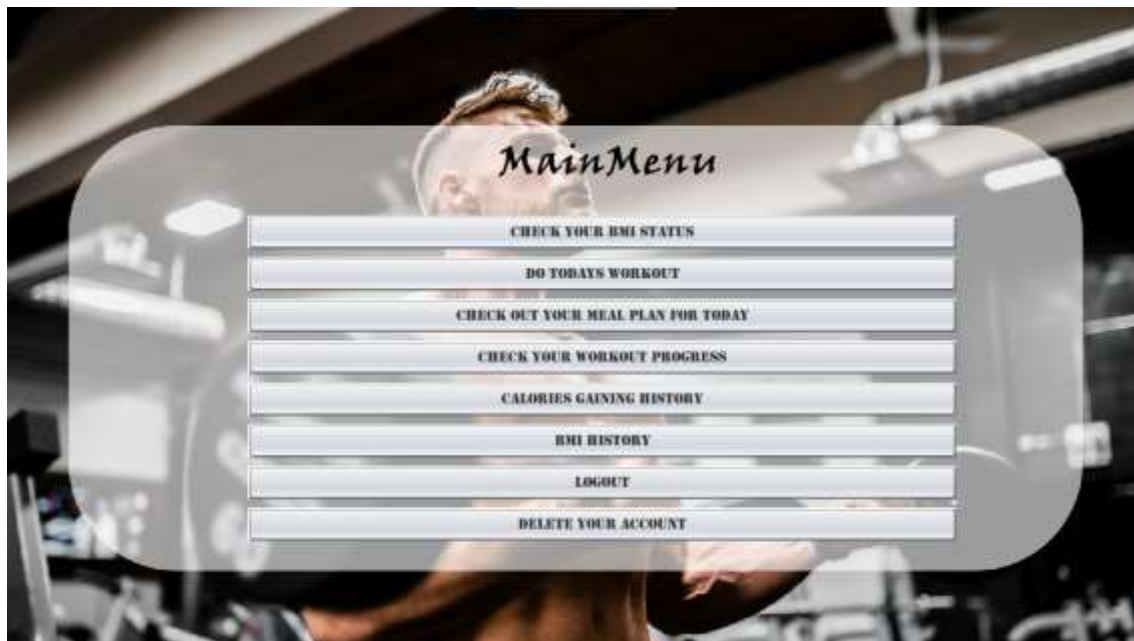 MainMenu
CHECK YOUR BMI STATUS
DO TODAYS WORKOUT
CHECK OUT YOUR MEAL PLAN FOR TODAY
CHECK YOUR WORKOUT PROGRESS
CALORIES GAINING HISTORY
BMI HISTORY
LOGOUT
DELETE YOUR ACCOUNT